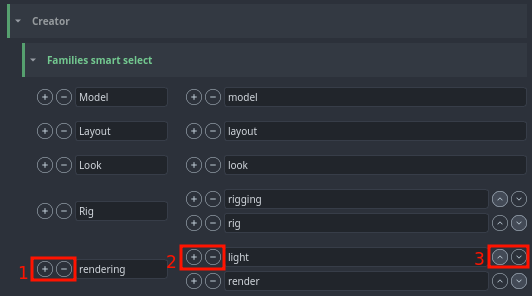 Creator
Families smart select
Model model
Layout layout
Look look
rigging
Rig
rig
2 light 3
1 rendering
render